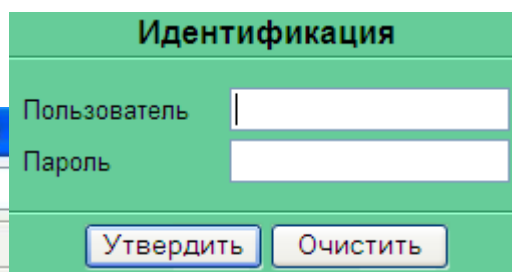 Идентификация
Пользователь
Пароль
Утвердить Очистить